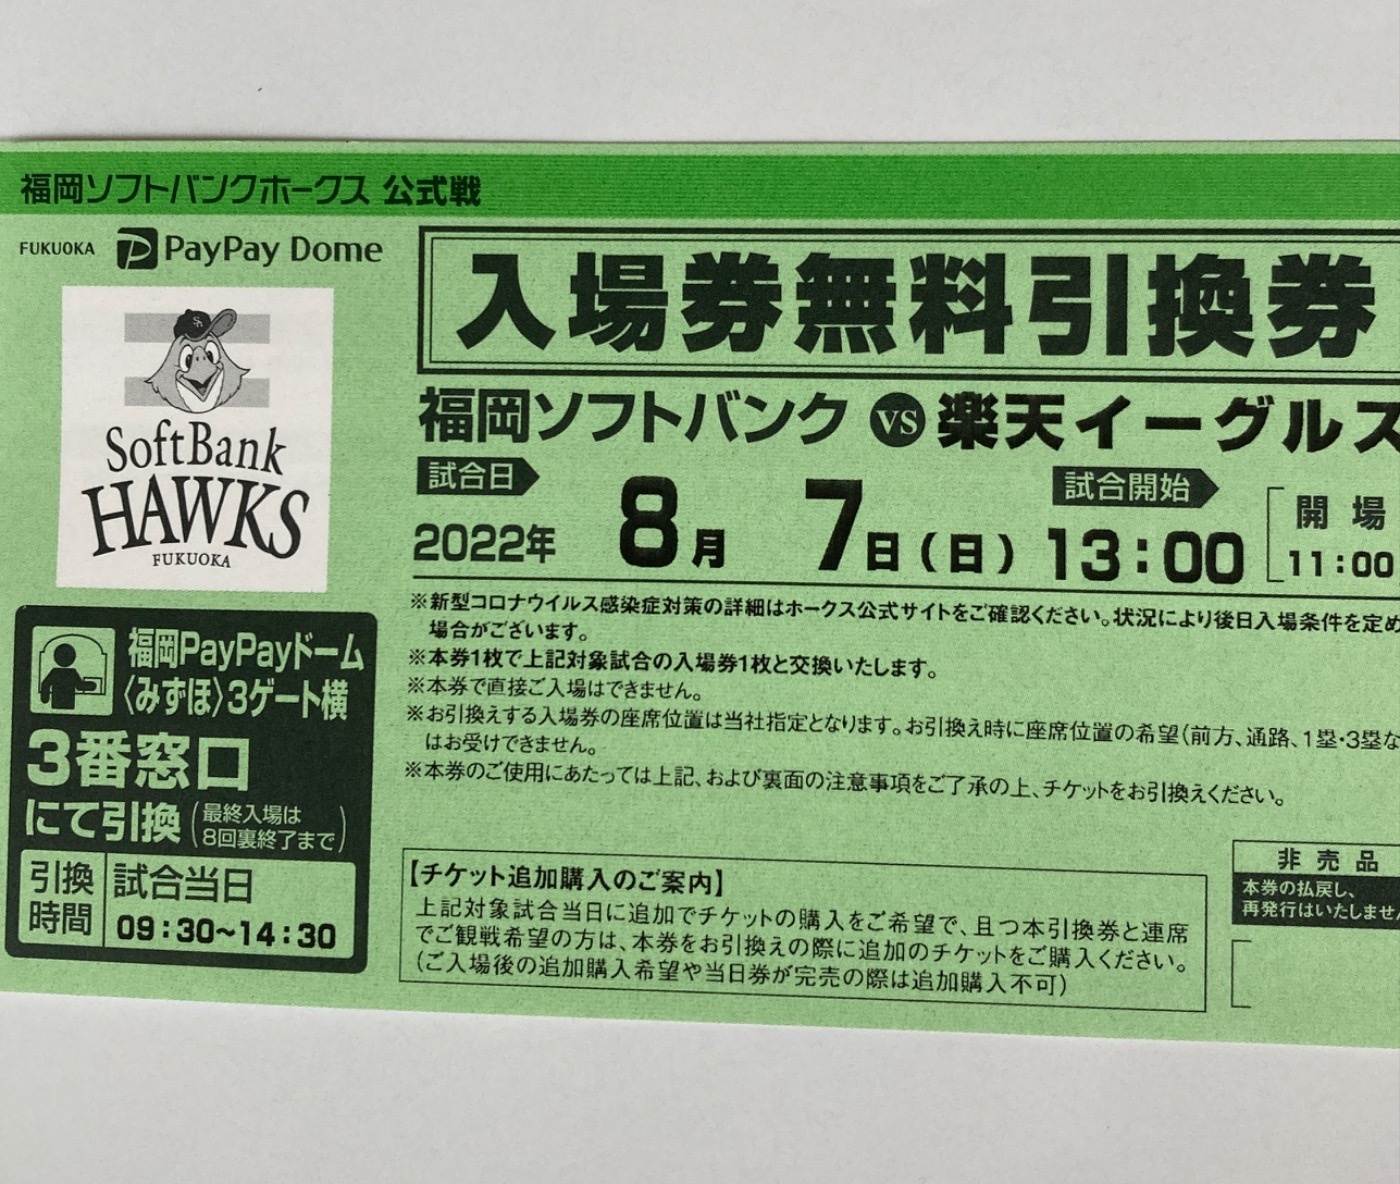 福岡ソフトバンクホークス 公式戦
FUKUOKA PayPay Dome
SH
SoftBank
HAWKS
FUKUOKA
入場券無料引換券
福岡ソフトバンク VS 楽天イーグルス
試合日
2022年 8月 7日(日)
試合開始
13:00
開場
11:00
※新型コロナウイルス感染症対策の詳細はホークス公式サイトをご確認ください。状況により後日入場条件を定め
場合がございます。
※本券1枚で上記対象試合の入場券1枚と交換いたします。
※本券で直接ご入場はできません。
※お引換えする入場券の座席位置は当社指定となります。お引換え時に座席位置の希望(前方、通路、1塁・3塁な
はお受けできません。
※本券のご使用にあたっては上記、および裏面の注意事項をご了承の上、チケットをお引換えください。
福岡PayPayドーム
〈みずほ〉3ゲート横
3番窓口
にて引換(最終入場は
8回裏終了まで)
引換
時間
試合当日
09:30~14:30
【チケット追加購入のご案内】
上記対象試合当日に追加でチケットの購入をご希望で、且つ本引換券と連席
でご観戦希望の方は、本券をお引換えの際に追加のチケットをご購入ください。
(ご入場後の追加購入希望や当日券が完売の際は追加購入不可)
非売品
本券の払戻し、
再発行はいたしませ